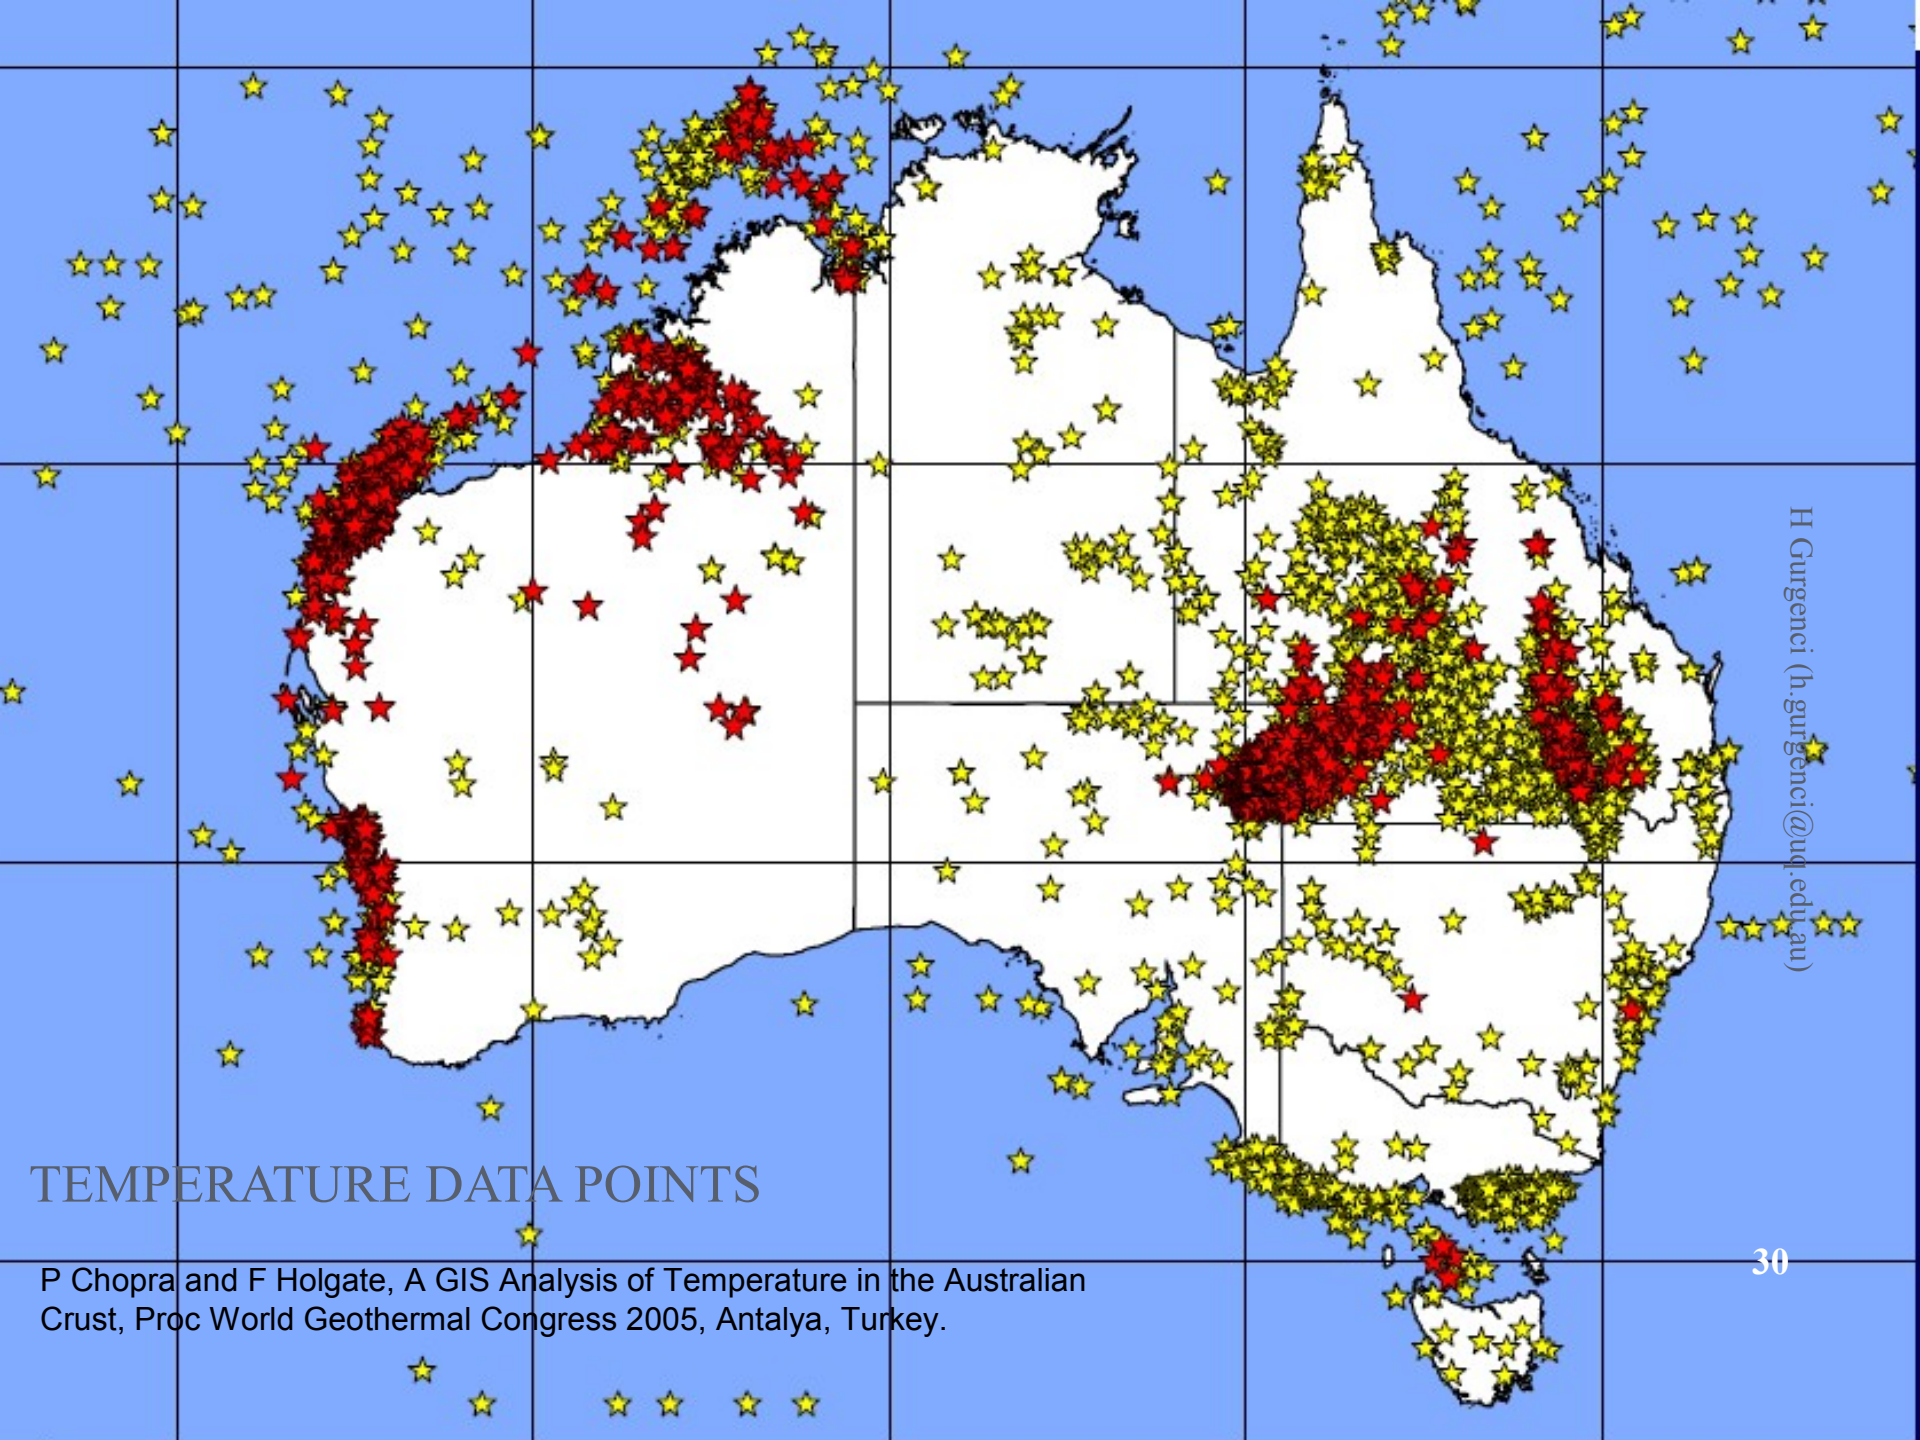 H Gurgenci (h.gurgenci@uq.edu.au)
TEMPERATURE DATA POINTS
30
P Chopra and F Holgate, A GIS Analysis of Temperature in the Australian
Crust, Proc World Geothermal Congress 2005, Antalya, Turkey.